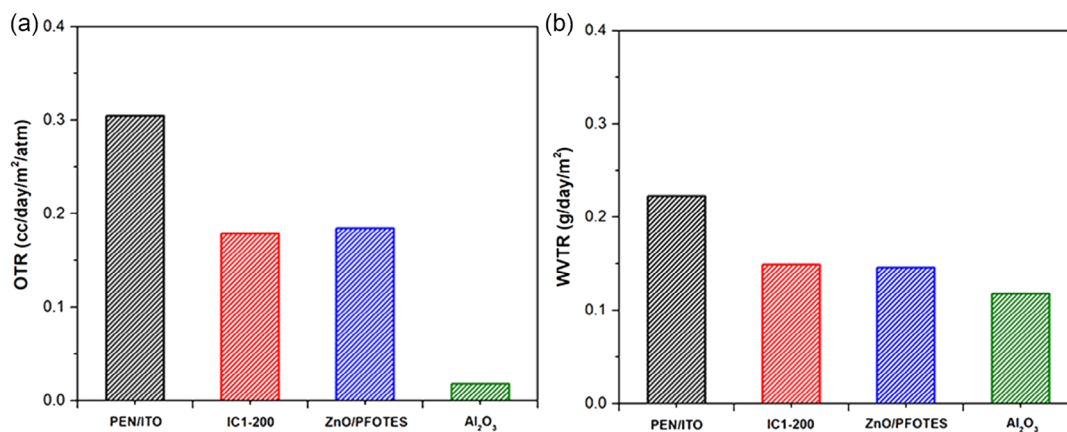 (a)
0.4
0.3
0.2
0.1
0.0
OTR (cc/day/m²/atm)
PEN/ITO IC1-200 ZnO/PFOTES Al₂O₃
(b)
0.4
0.3
0.2
0.1
0.0
WVTR (g/day/m²)
PEN/ITO IC1-200 ZnO/PFOTES Al₂O₃